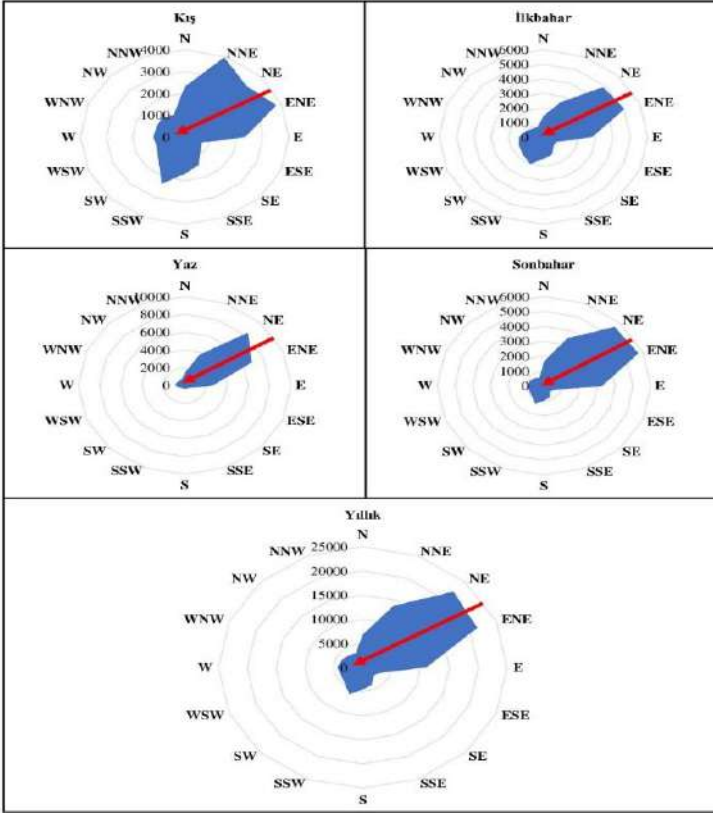 Kış
N
NNW
NNE
NW
NE
WNW
ENE
W
E
WSW
ESE
SW
SE
SSW
SSE
S
4000
3000
2000
1000
0
İlkbahar
N
NNW
NNE
NW
NE
WNW
ENE
W
E
WSW
ESE
SW
SE
SSW
SSE
S
6000
5000
4000
3000
2000
1000
0
Yaz
N
NNW
NNE
NW
NE
WNW
ENE
W
E
WSW
ESE
SW
SE
SSW
SSE
S
10000
8000
6000
4000
2000
0
Sonbahar
N
NNW
NNE
NW
NE
WNW
ENE
W
E
WSW
ESE
SW
SE
SSW
SSE
S
6000
5000
4000
3000
2000
1000
0
Yıllık
N
NNW
NNE
NW
NE
WNW
ENE
W
E
WSW
ESE
SW
SE
SSW
SSE
S
25000
20000
15000
10000
5000
0